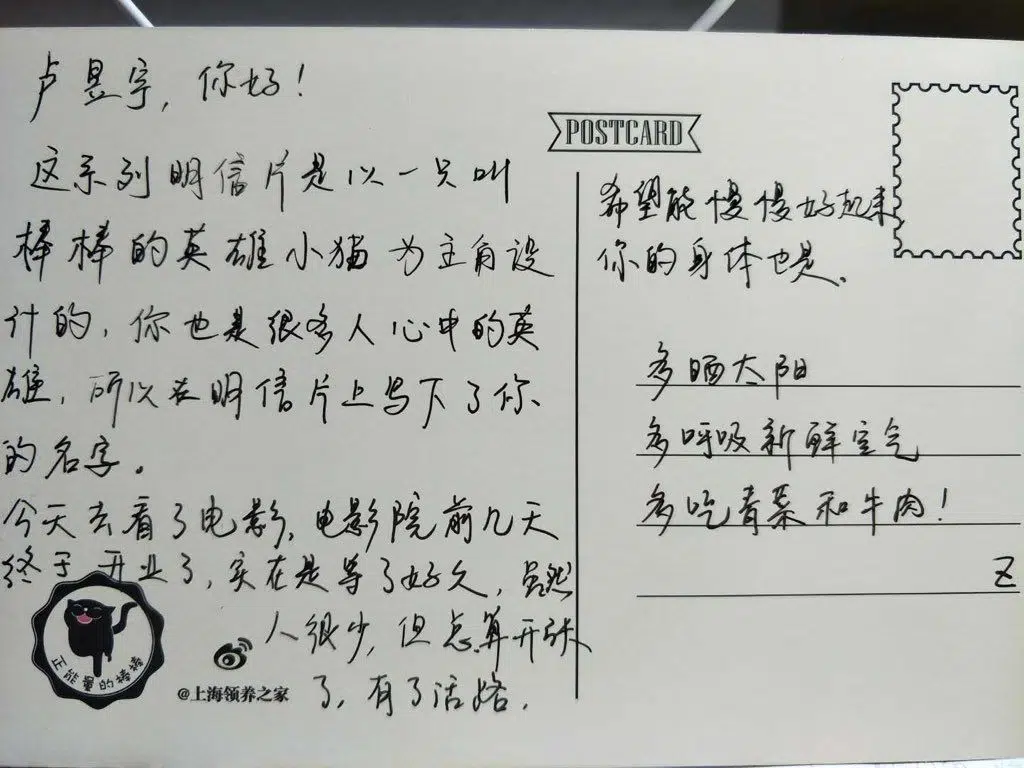 卢昱宇，你好！
这系列明信片是以一只叫
棒棒的英雄小猫为主角设
计的，你也是很多人心中的英
雄，所以在明信片上写下了你
的名字。
今天去看了电影，电影院前几天
终于开业了，实在是等了好久，虽然
人很少，但总算开张
了，有了活络．
正能量的棒棒
@上海领养之家
POSTCARD
希望能慢慢好起来
你的身体也是．
多晒太阳
多呼吸新鲜空气
多吃青菜和牛肉！
Z